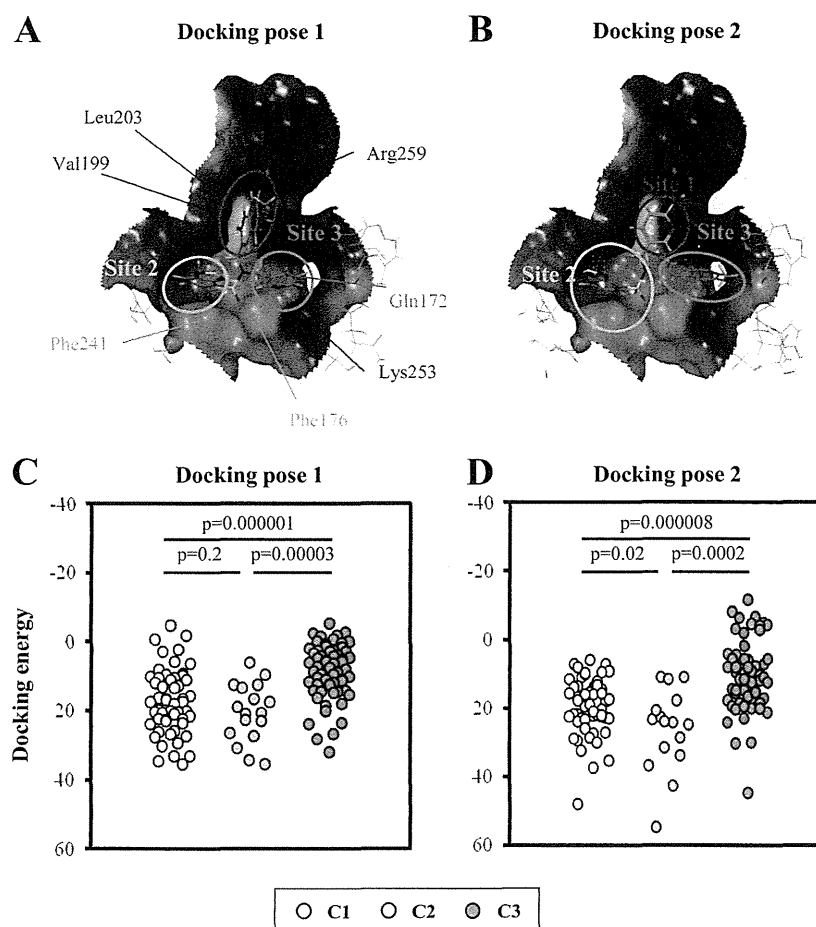 A
Docking pose 1
Leu203
Val199
Arg259
Site 3
Site 2
Gln172
Phe241
Lys253
Phe176
B
Docking pose 2
Site 1
Site 3
Site 2
C
Docking pose 1
-40
-20
0
20
40
60
Docking energy
p=0.000001
p=0.2
p=0.00003
D
Docking pose 2
-40
-20
0
20
40
60
p=0.000008
p=0.02
p=0.0002
C1 C2 C3